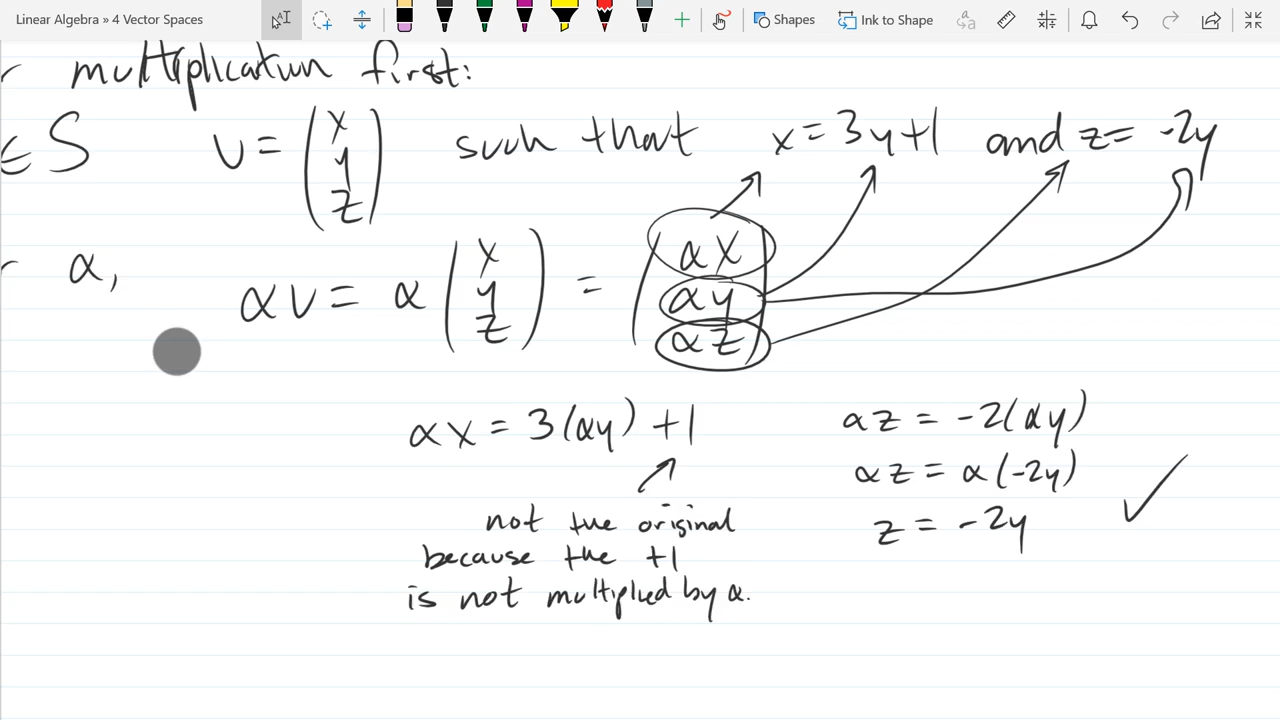 Linear Algebra » 4 Vector Spaces
Shapes
Ink to Shape
multiplication first:
∈ S v = (x y z) such that x = 3y+1 and z = -2y
α, αv = α (x y z) = (αx αy αz)
αx = 3(αy) +1
αz = -2(αy)
αz = α(-2y)
z = -2y ✓
not the original
because the +1
is not multiplied by α.